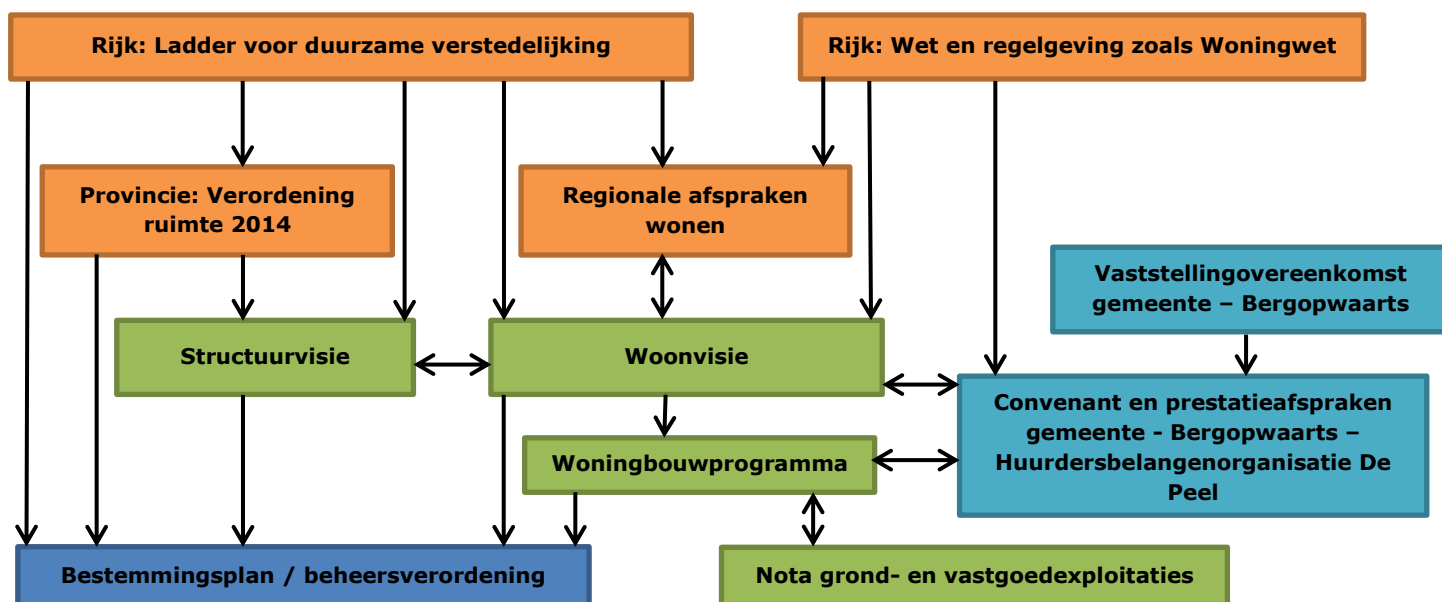 Rijk: Ladder voor duurzame verstedelijking
Rijk: Wet en regelgeving zoals Woningwet
Provincie: Verordening
ruimte 2014
Regionale afspraken
wonen
Vaststellingovereenkomst
gemeente – Bergopwaarts
Structuurvisie
Woonvisie
Convenant en prestatieafspraken
gemeente - Bergopwaarts –
Huurdersbelangenorganisatie De
Peel
Woningbouwprogramma
Bestemmingsplan / beheersverordening
Nota grond- en vastgoedexploitaties